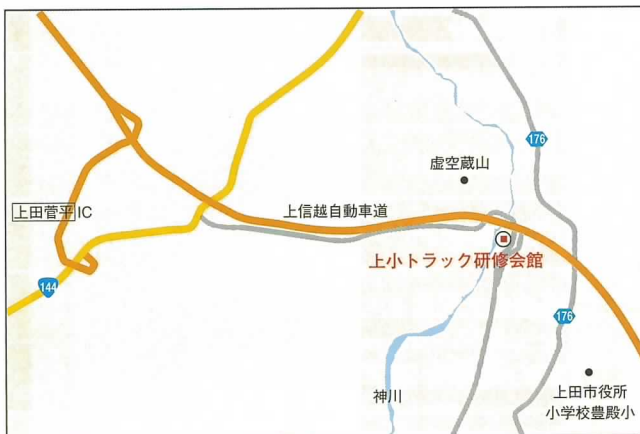 176
虚空蔵山
上田菅平IC
上信越自動車道
上小トラック研修会館
144
176
神川
上田市役所
小学校豊殿小